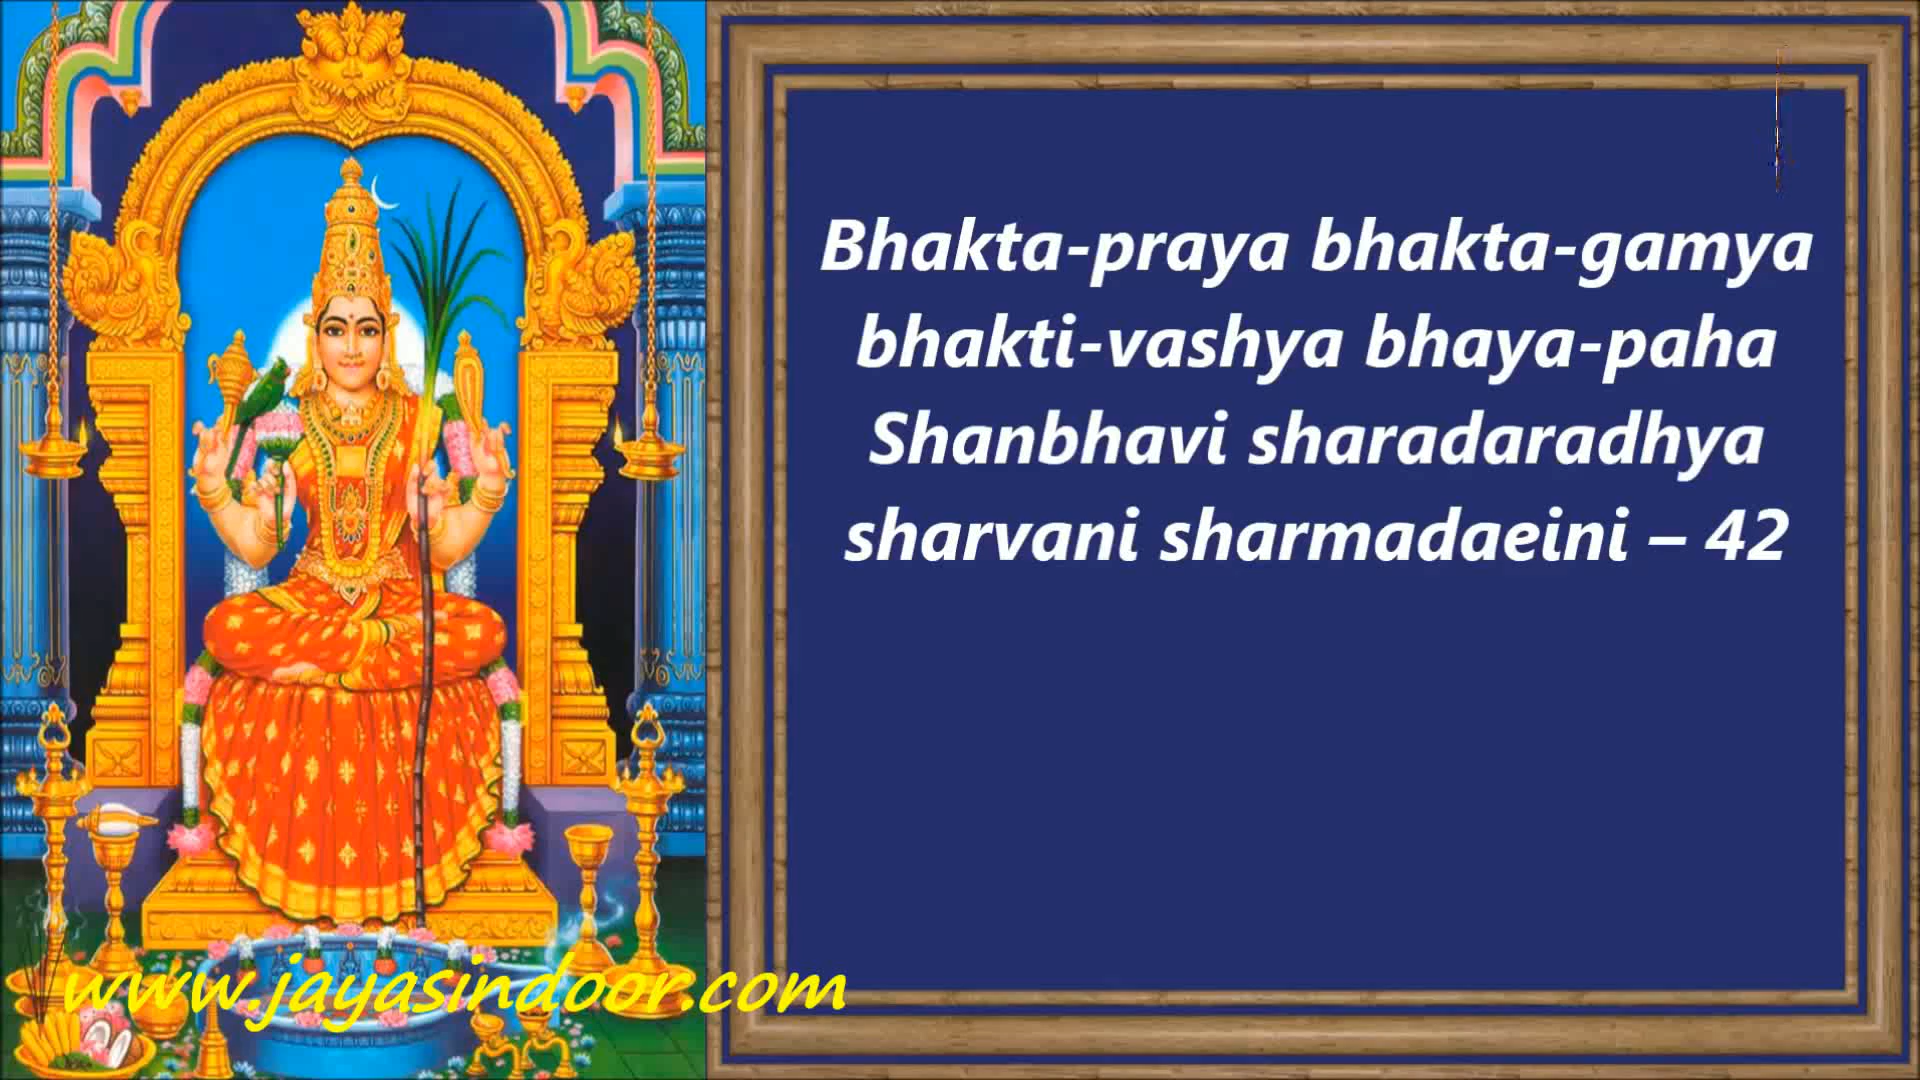 Bhakta-praya bhakta-gamya
bhakti-vashya bhaya-paha
Shanbhavi sharadaradhya
sharvani sharmadaeini – 42
www.jayasindoor.com